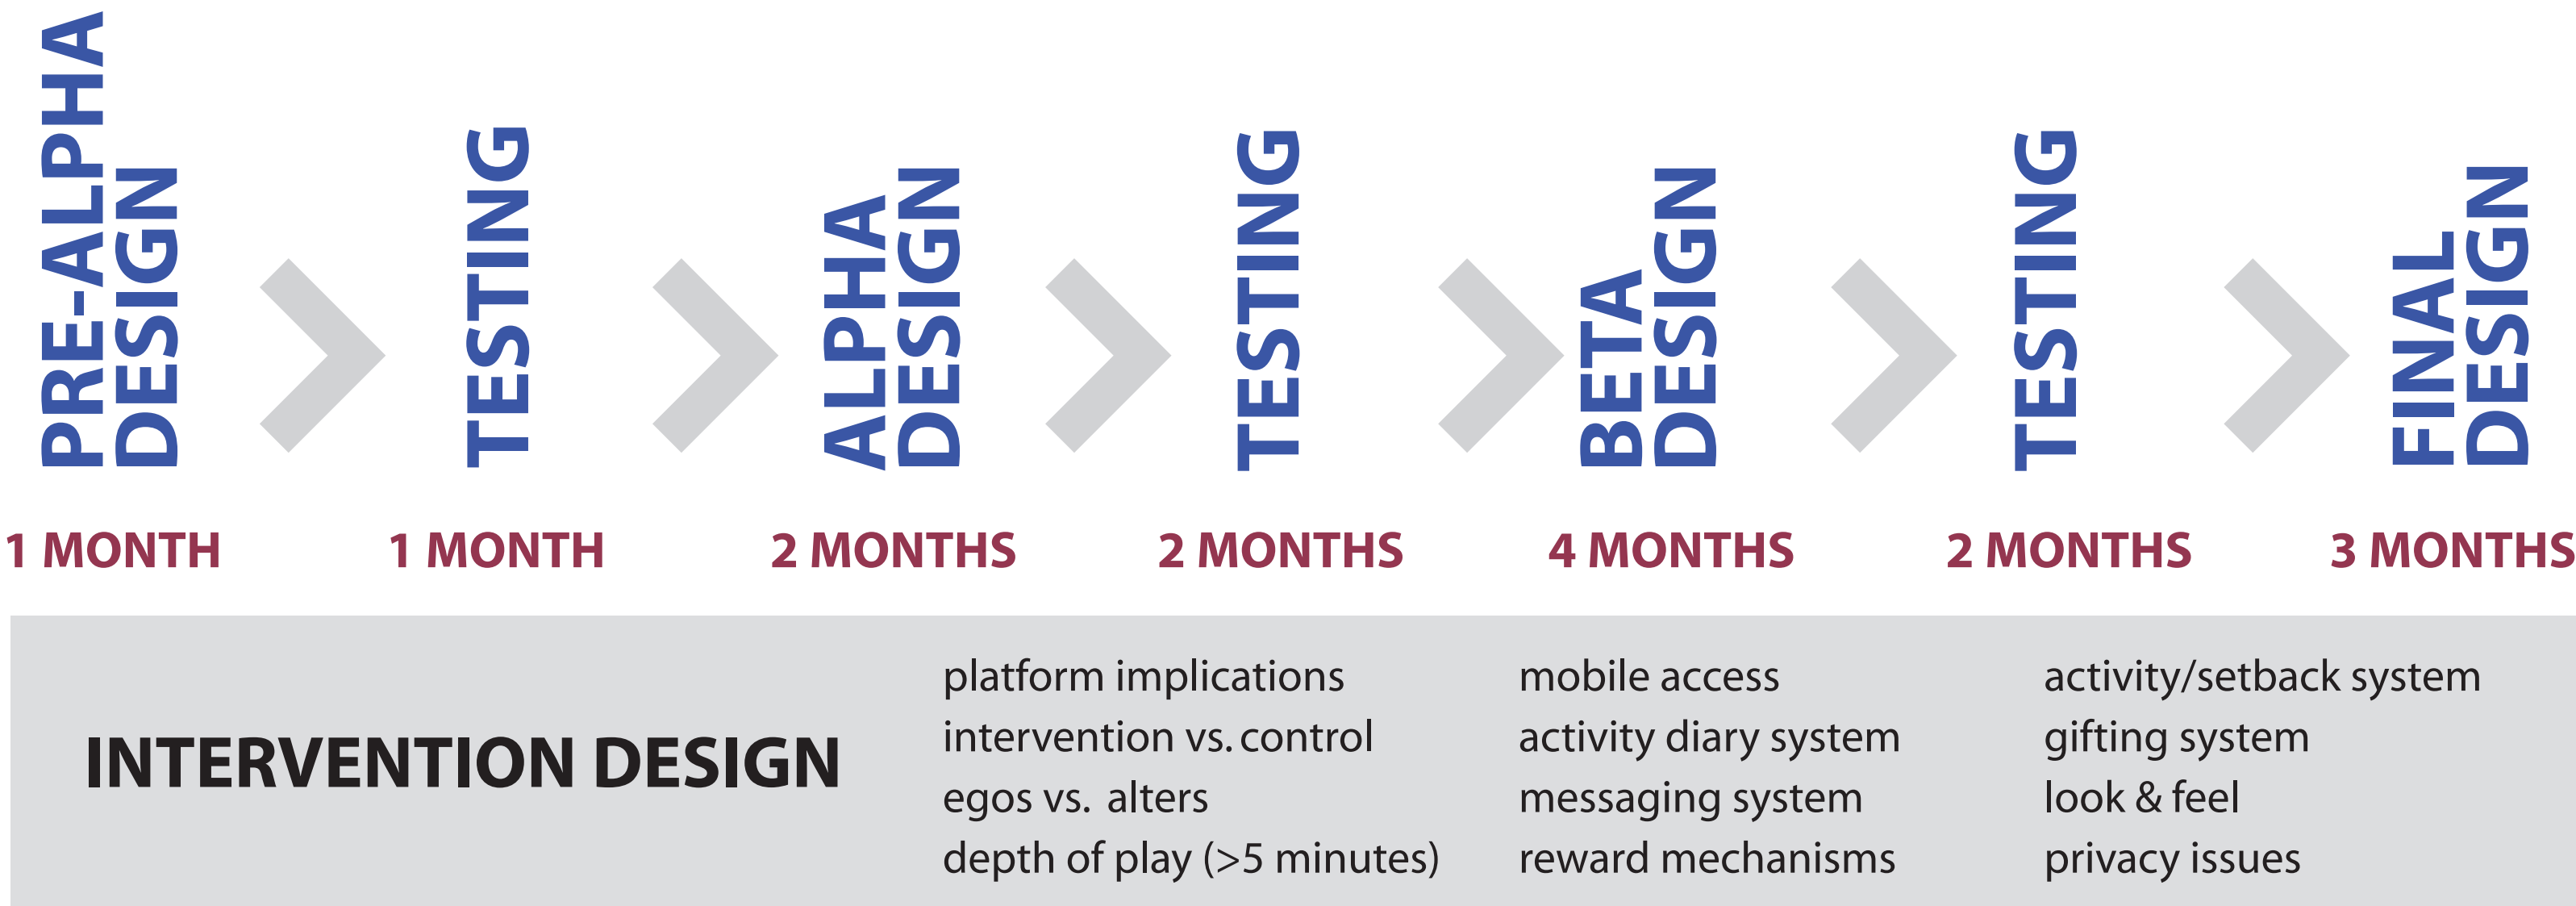 PRE-ALPHA
DESIGN
TESTING
ALPHA
DESIGN
TESTING
BETA
DESIGN
TESTING
FINAL
DESIGN
1 MONTH
1 MONTH
2 MONTHS
2 MONTHS
4 MONTHS
2 MONTHS
3 MONTHS
INTERVENTION DESIGN
platform implications
intervention vs. control
egos vs. alters
depth of play (>5 minutes)
mobile access
activity diary system
messaging system
reward mechanisms
activity/setback system
gifting system
look & feel
privacy issues